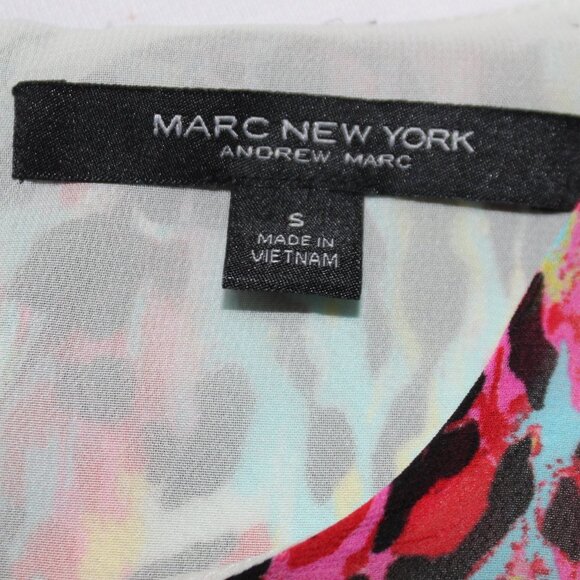 MARC NEW YORK
ANDREW MARC
S
MADE IN
VIETNAM